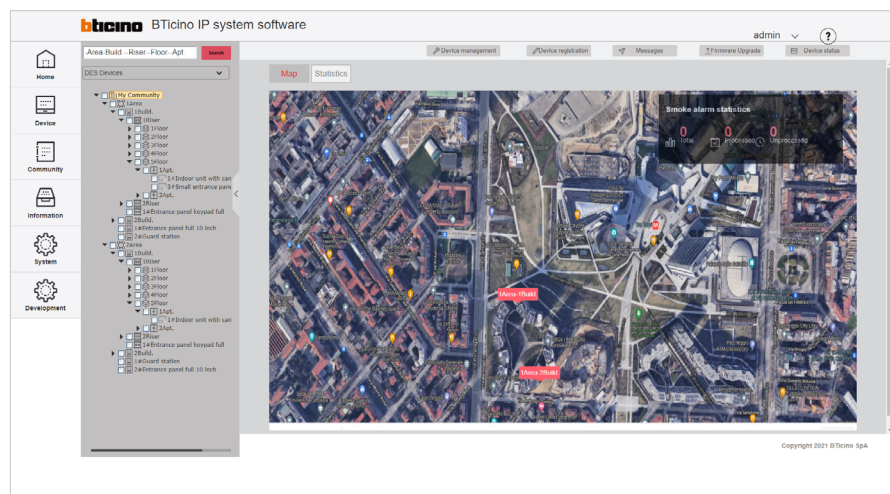 bticino BTicino IP system software
admin
?
Area-Build.-Riser-Floor-Apt
Search
Device management
Device registration
Messages
Firmware Upgrade
Device status
Home
Device
Community
Information
System
Development
DES Devices
My Community
1Area
1Build.
1Riser
1Floor
2Floor
3Floor
4Floor
5Floor
1Apt.
1#Indoor unit with can
3#Small entrance pann
2Apt.
2Riser
1#Entrance panel keypad full
2Build.
1#Entrance panel full 10 inch
2#Guard station
2Area
1Build.
1Riser
1Floor
2Floor
3Floor
4Floor
5Floor
1Apt.
1#Indoor unit with can
2Apt.
2Riser
1#Entrance panel keypad full
2Build.
1#Guard station
2#Entrance panel full 10 inch
Map
Statistics
Smoke alarm statistics
0
Total
0
Processed
0
Unprocessed
1Area-1Build.
1Area-2Build.
Copyright 2021 BTicino SpA